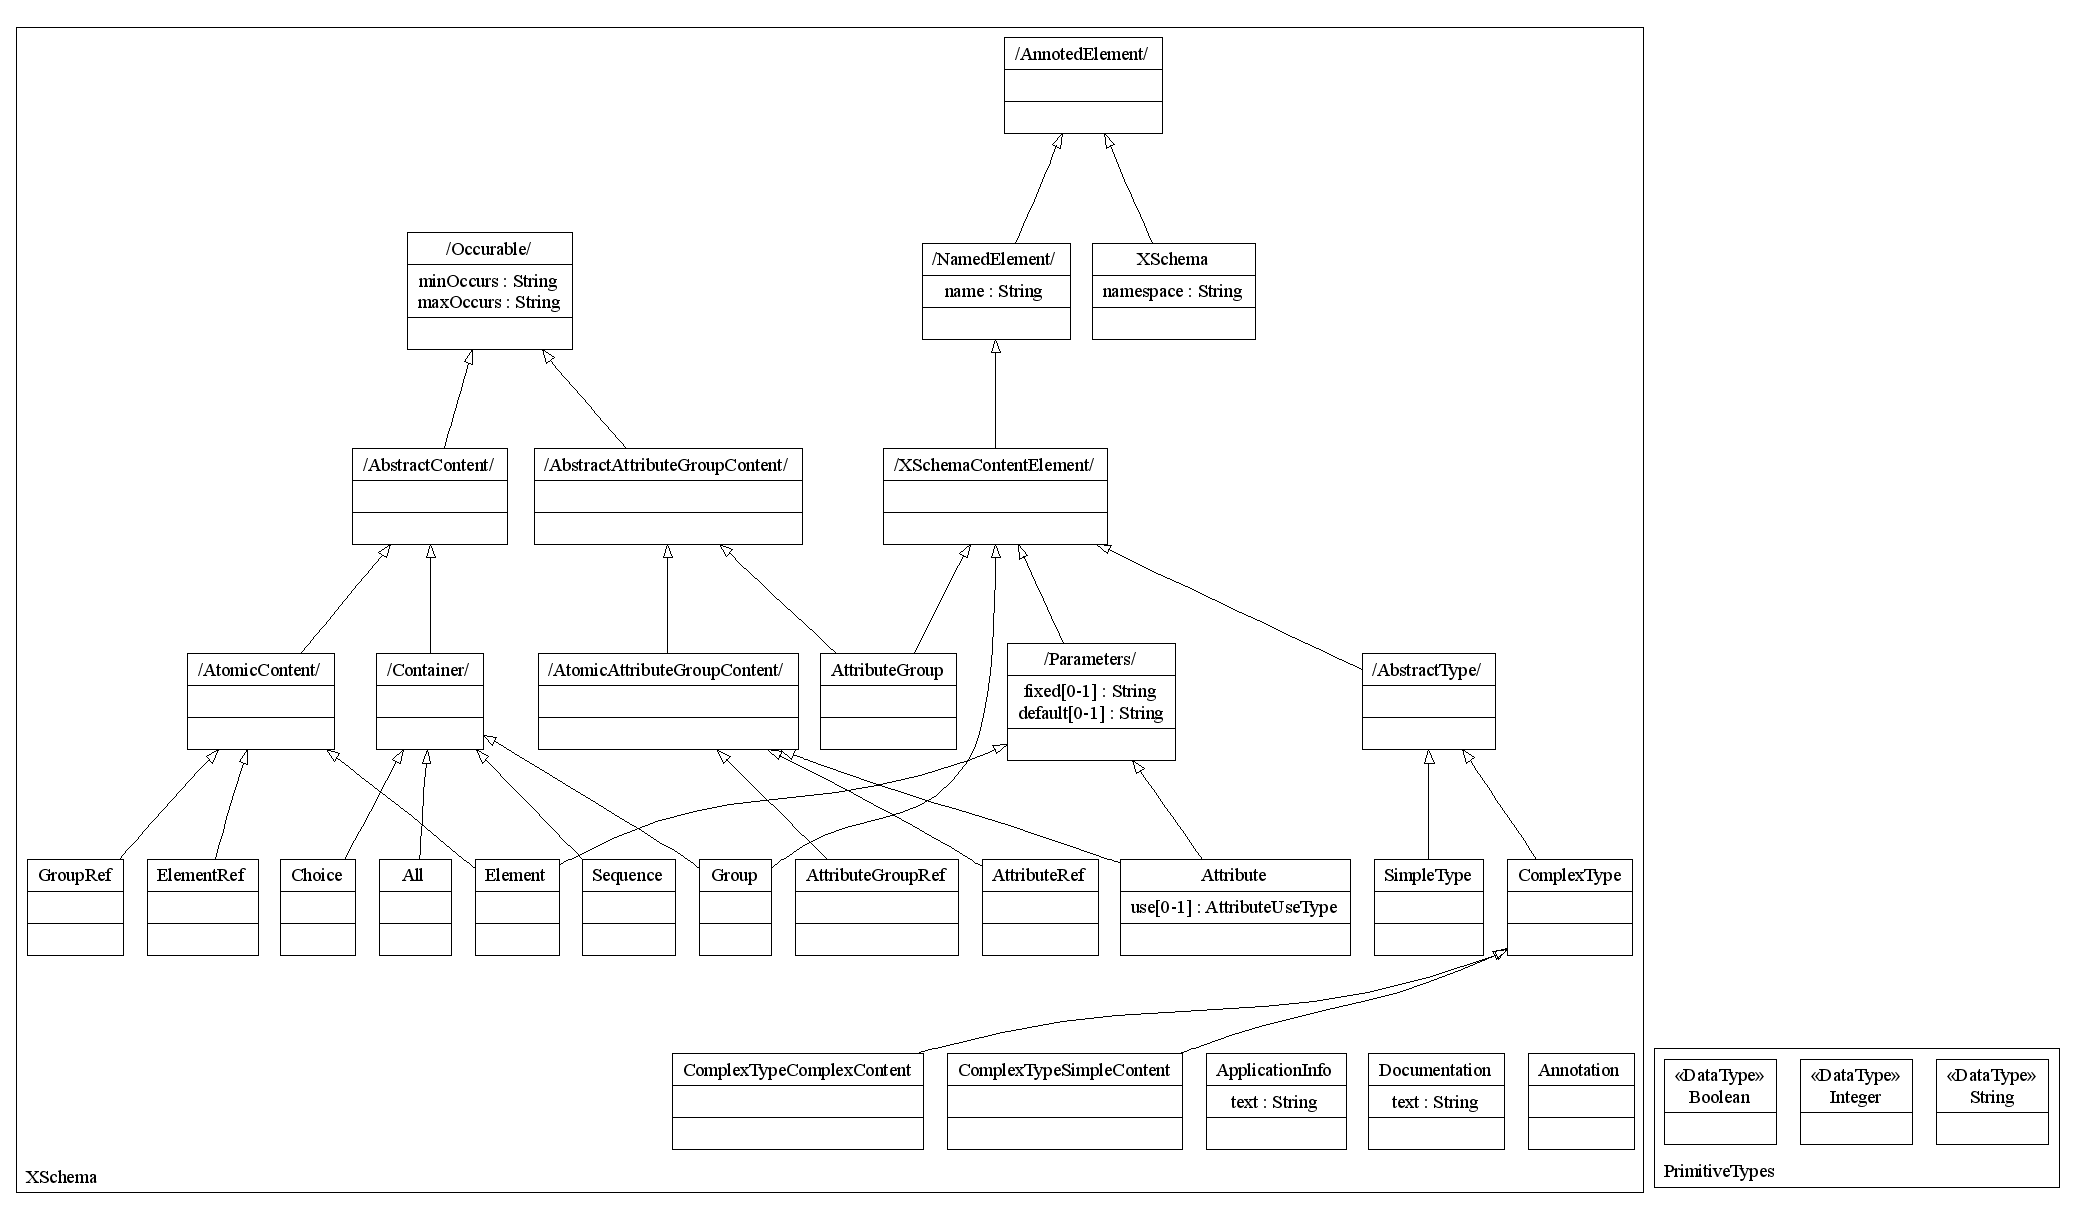 /AnnotedElement/
/Occurable/
minOccurs : String
maxOccurs : String
/NamedElement/
name : String
XSchema
namespace : String
/AbstractContent/
/AbstractAttributeGroupContent/
/XSchemaContentElement/
/AtomicContent/
/Container/
/AtomicAttributeGroupContent/
AttributeGroup
/Parameters/
fixed[0-1] : String
default[0-1] : String
/AbstractType/
GroupRef
ElementRef
Choice
All
Element
Sequence
Group
AttributeGroupRef
AttributeRef
Attribute
use[0-1] : AttributeUseType
SimpleType
ComplexType
ComplexTypeComplexContent
ComplexTypeSimpleContent
ApplicationInfo
text : String
Documentation
text : String
Annotation
XSchema
«DataType»
Boolean
«DataType»
Integer
«DataType»
String
PrimitiveTypes